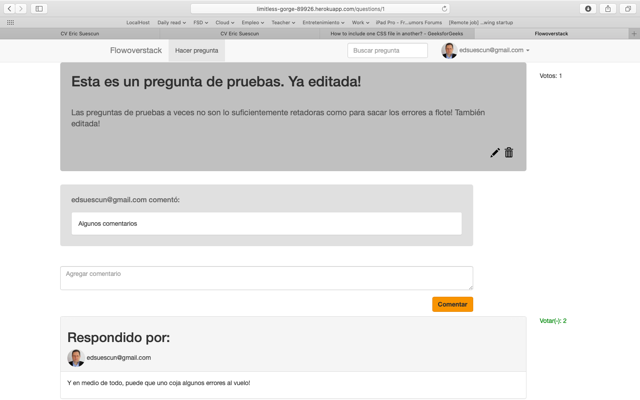 limitless-gorge-89926.herokuapp.com/questions/1
LocalHost Daily read FSD Cloud Empleo Teacher Entretenimiento Work iPad Pro - Fr...umors Forums [Remote job] ...wing startup
CV Eric Suescun CV Eric Suescun How to include one CSS file in another? - GeeksforGeeks Flowoverstack
Flowoverstack Hacer pregunta Buscar pregunta edsuescun@gmail.com
Esta es un pregunta de pruebas. Ya editada!
Votos: 1
Las preguntas de pruebas a veces no son lo suficientemente retadoras como para sacar los errores a flote! También
editada!
edsuescun@gmail.com comentó:
Algunos comentarios
Agregar comentario
Comentar
Votar(-): 2
Respondido por:
edsuescun@gmail.com
Y en medio de todo, puede que uno coja algunos errores al vuelo!